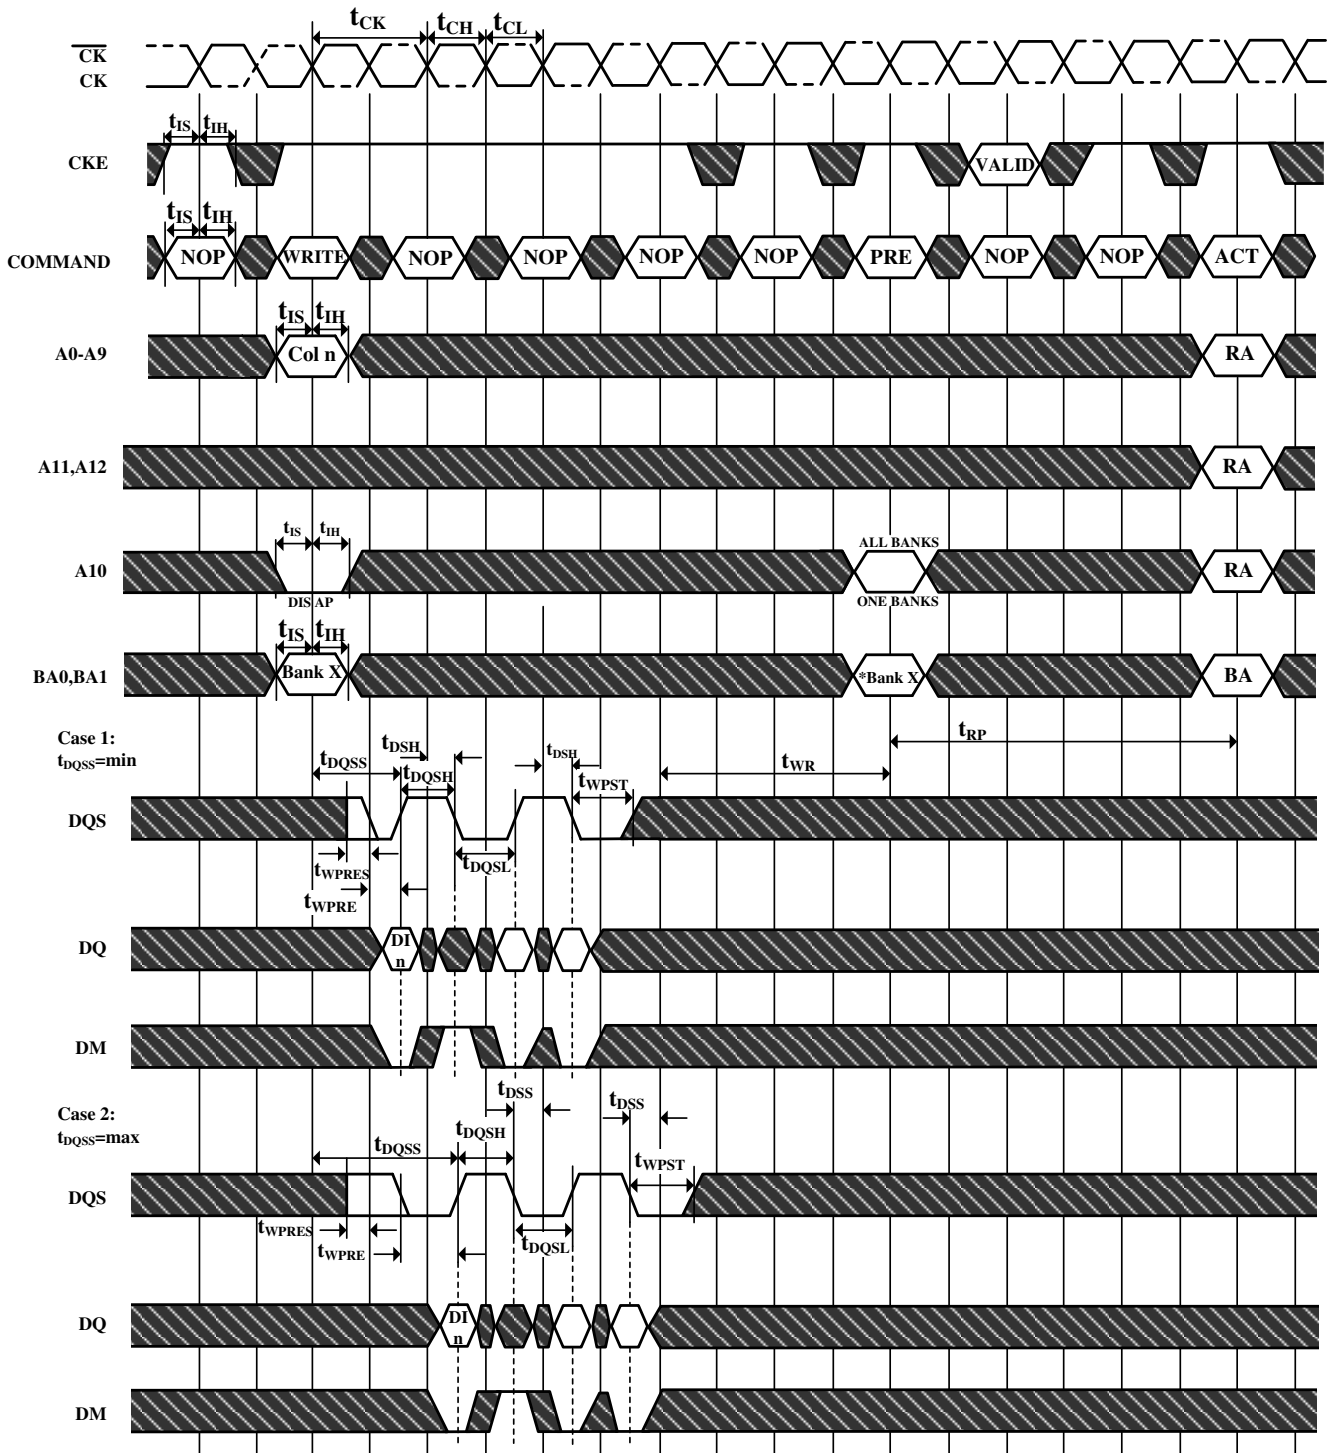 tCK tCH tCL
CK
CK
tIS tIH
CKE VALID
tIS tIH
COMMAND NOP WRITE NOP NOP NOP NOP PRE NOP NOP ACT
tIS tIH
A0-A9 Col n RA
A11,A12 RA
tIS tIH ALL BANKS
A10 RA
DIS AP ONE BANKS
tIS tIH
BA0,BA1 Bank X *Bank X BA
Case 1:
tDQSS=min
tDQSS tDSH tDQSH tDSH tWPST tWR tRP
DQS
tWPRES tDQSL
tWPRE
DQ DI
n
DM
Case 2:
tDQSS=max
tDSS tDSS
tDQSS tDQSH tWPST
DQS
tWPRES tWPRE tDQSL
DQ DI
n
DM